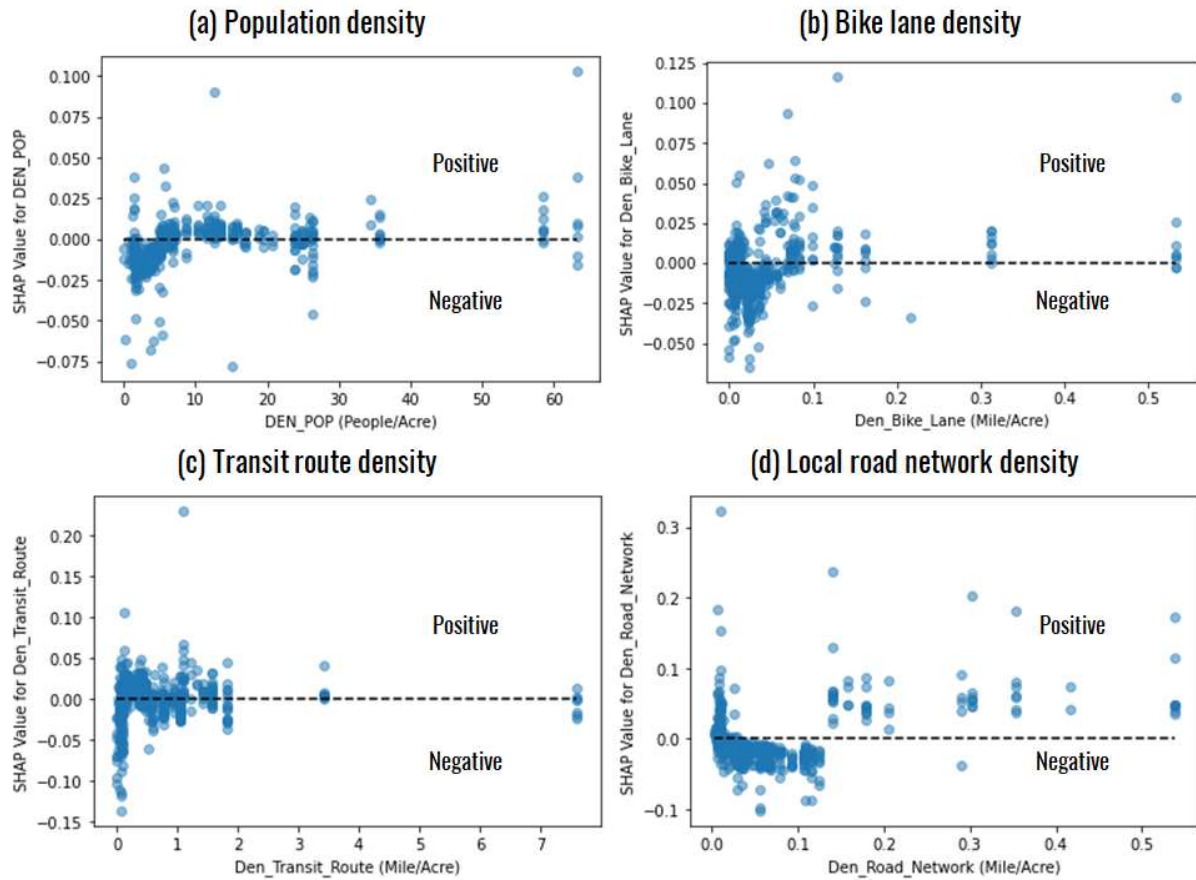 (a) Population density
SHAP Value for DEN_POP
0.100
0.075
0.050
0.025
0.000
−0.025
−0.050
−0.075
Positive
Negative
0 10 20 30 40 50 60
DEN_POP (People/Acre)
(b) Bike lane density
SHAP Value for Den_Bike_Lane
0.125
0.100
0.075
0.050
0.025
0.000
−0.025
−0.050
Positive
Negative
0.0 0.1 0.2 0.3 0.4 0.5
Den_Bike_Lane (Mile/Acre)
(c) Transit route density
SHAP Value for Den_Transit_Route
0.20
0.15
0.10
0.05
0.00
−0.05
−0.10
−0.15
Positive
Negative
0 1 2 3 4 5 6 7
Den_Transit_Route (Mile/Acre)
(d) Local road network density
SHAP Value for Den_Road_Network
0.3
0.2
0.1
0.0
−0.1
Positive
Negative
0.0 0.1 0.2 0.3 0.4 0.5
Den_Road_Network (Mile/Acre)